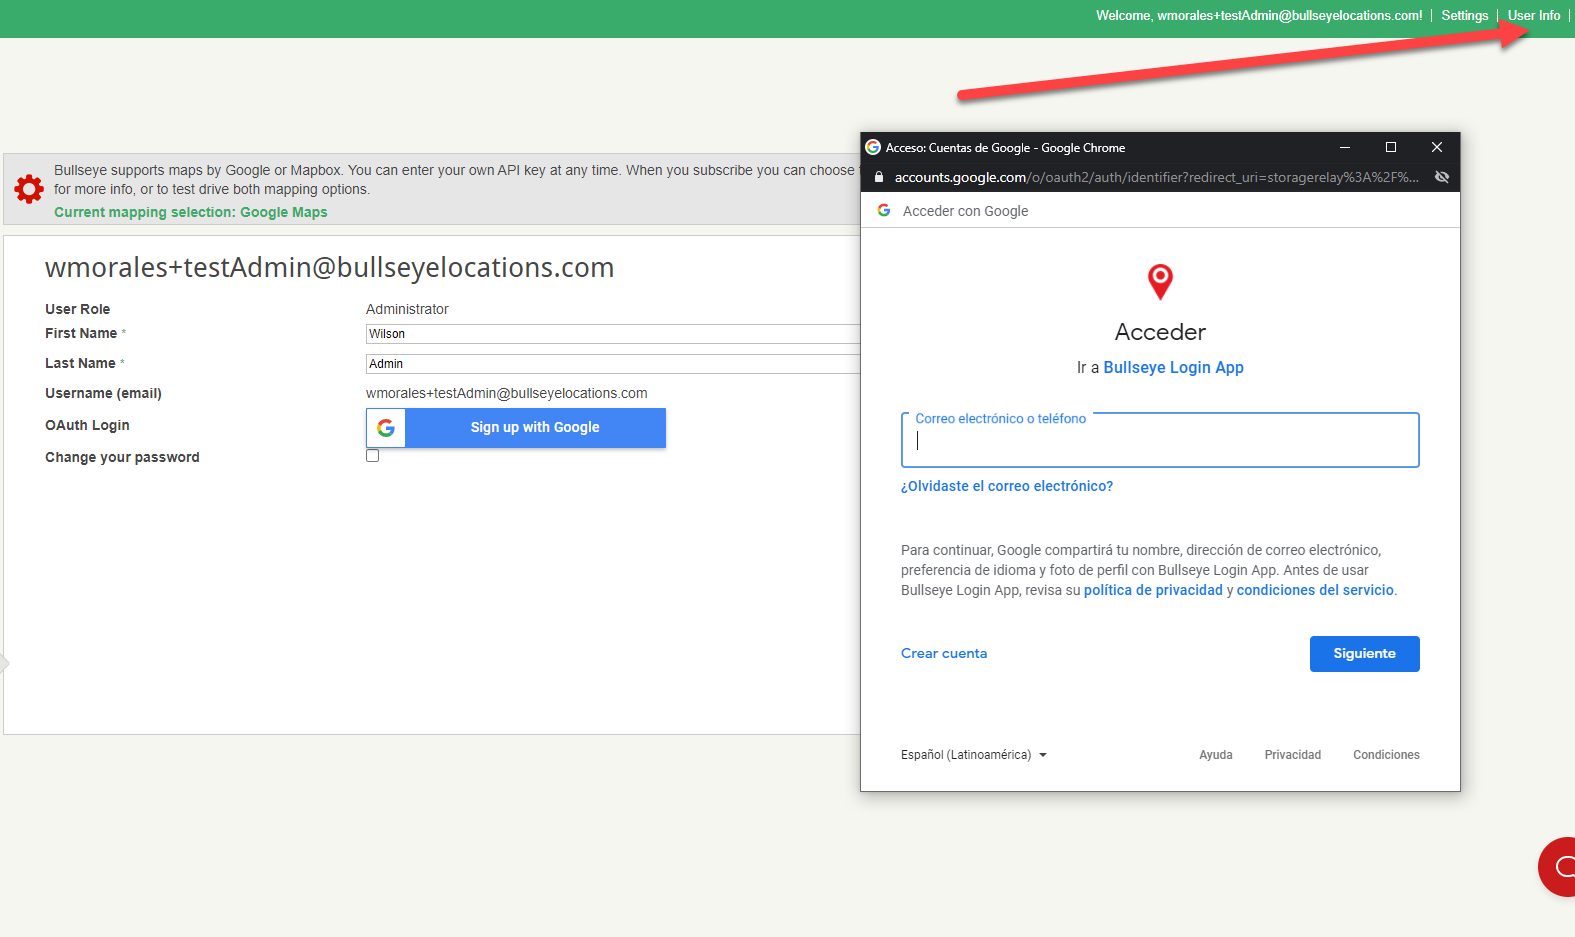 Welcome, wmorales+testAdmin@bullseyelocations.com! | Settings | User Info |
Bullseye supports maps by Google or Mapbox. You can enter your own API key at any time. When you subscribe you can choose
for more info, or to test drive both mapping options.
Current mapping selection: Google Maps
wmorales+testAdmin@bullseyelocations.com
User Role Administrator
First Name * Wilson
Last Name * Admin
Username (email) wmorales+testAdmin@bullseyelocations.com
OAuth Login Sign up with Google
Change your password
Acceso: Cuentas de Google - Google Chrome
accounts.google.com/o/oauth2/auth/identifier?redirect_uri=storagerelay%3A%2F%...
Acceder con Google
Acceder
Ir a Bullseye Login App
Correo electrónico o teléfono
¿Olvidaste el correo electrónico?
Para continuar, Google compartirá tu nombre, dirección de correo electrónico,
preferencia de idioma y foto de perfil con Bullseye Login App. Antes de usar
Bullseye Login App, revisa su política de privacidad y condiciones del servicio.
Crear cuenta Siguiente
Español (Latinoamérica) Ayuda Privacidad Condiciones